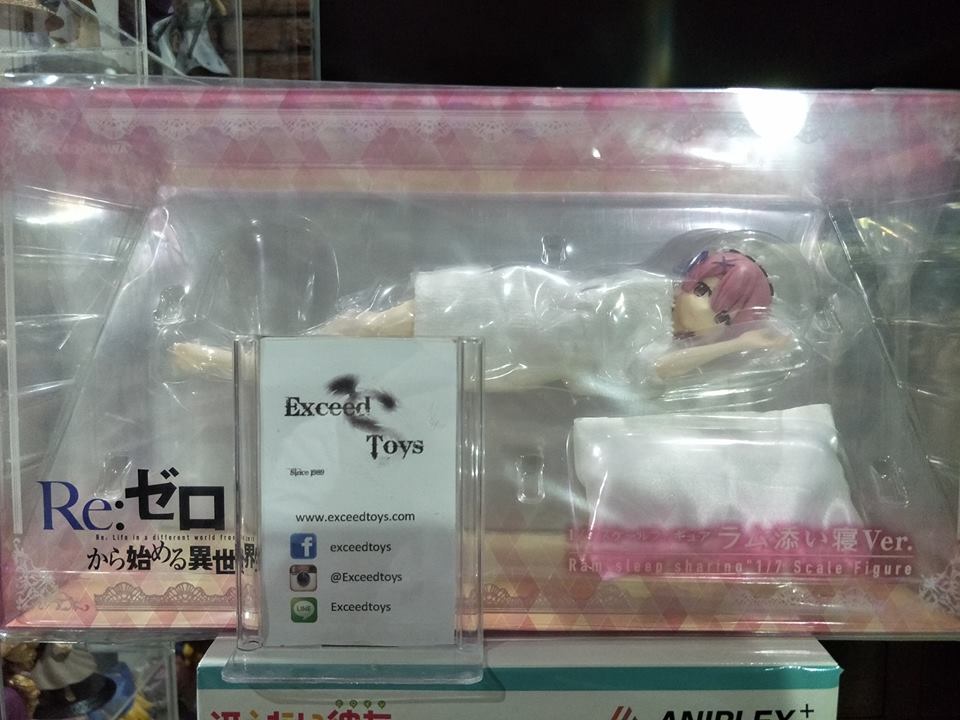 Exceed
Toys
Since 1989
www.exceedtoys.com
exceedtoys
@Exceedtoys
LINE
Exceedtoys
Re:ゼロ
Re: Life in a different world from
から始める異世界
ラム添い寝Ver.
Ram "sleep sharing" 1/7 Scale Figure
ANIPLEX+